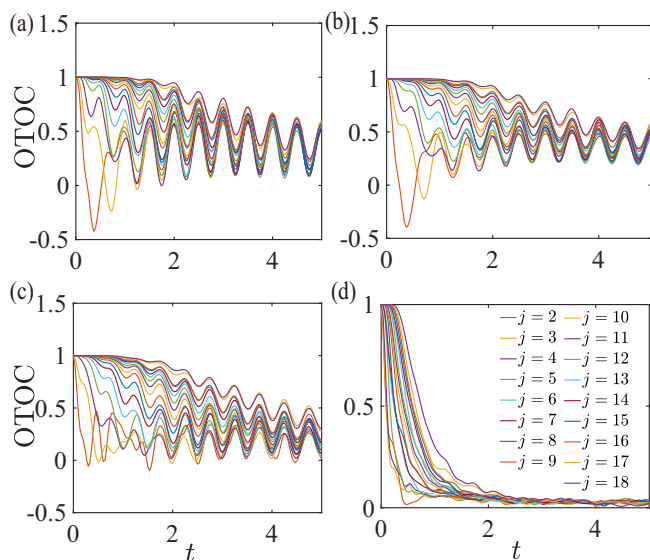 (a)
1.5
1
0.5
0
-0.5
OTOC
0
2
4
(b)
1.5
1
0.5
0
-0.5
0
2
4
(c)
1.5
1
0.5
0
-0.5
OTOC
0
2
4
t
(d)
1
0.5
0
0
2
4
t
j = 2 j = 10
j = 3 j = 11
j = 4 j = 12
j = 5 j = 13
j = 6 j = 14
j = 7 j = 15
j = 8 j = 16
j = 9 j = 17
j = 18